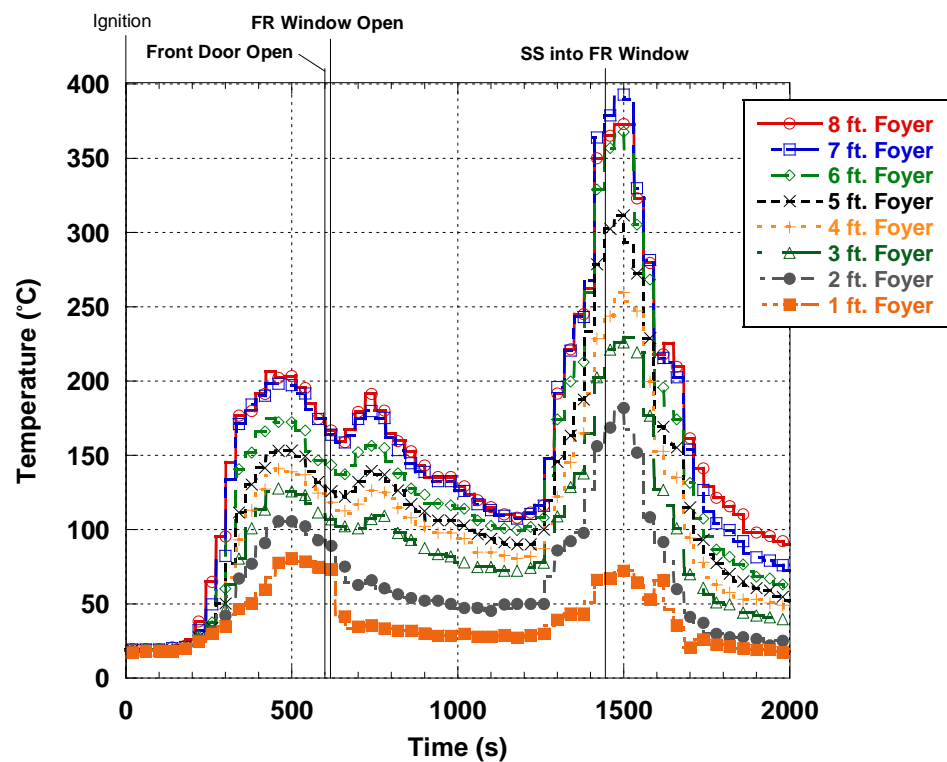 Ignition
FR Window Open
Front Door Open
SS into FR Window
400
350
300
250
200
150
100
50
0
Temperature (°C)
0
500
1000
1500
2000
Time (s)
8 ft. Foyer
7 ft. Foyer
6 ft. Foyer
5 ft. Foyer
4 ft. Foyer
3 ft. Foyer
2 ft. Foyer
1 ft. Foyer